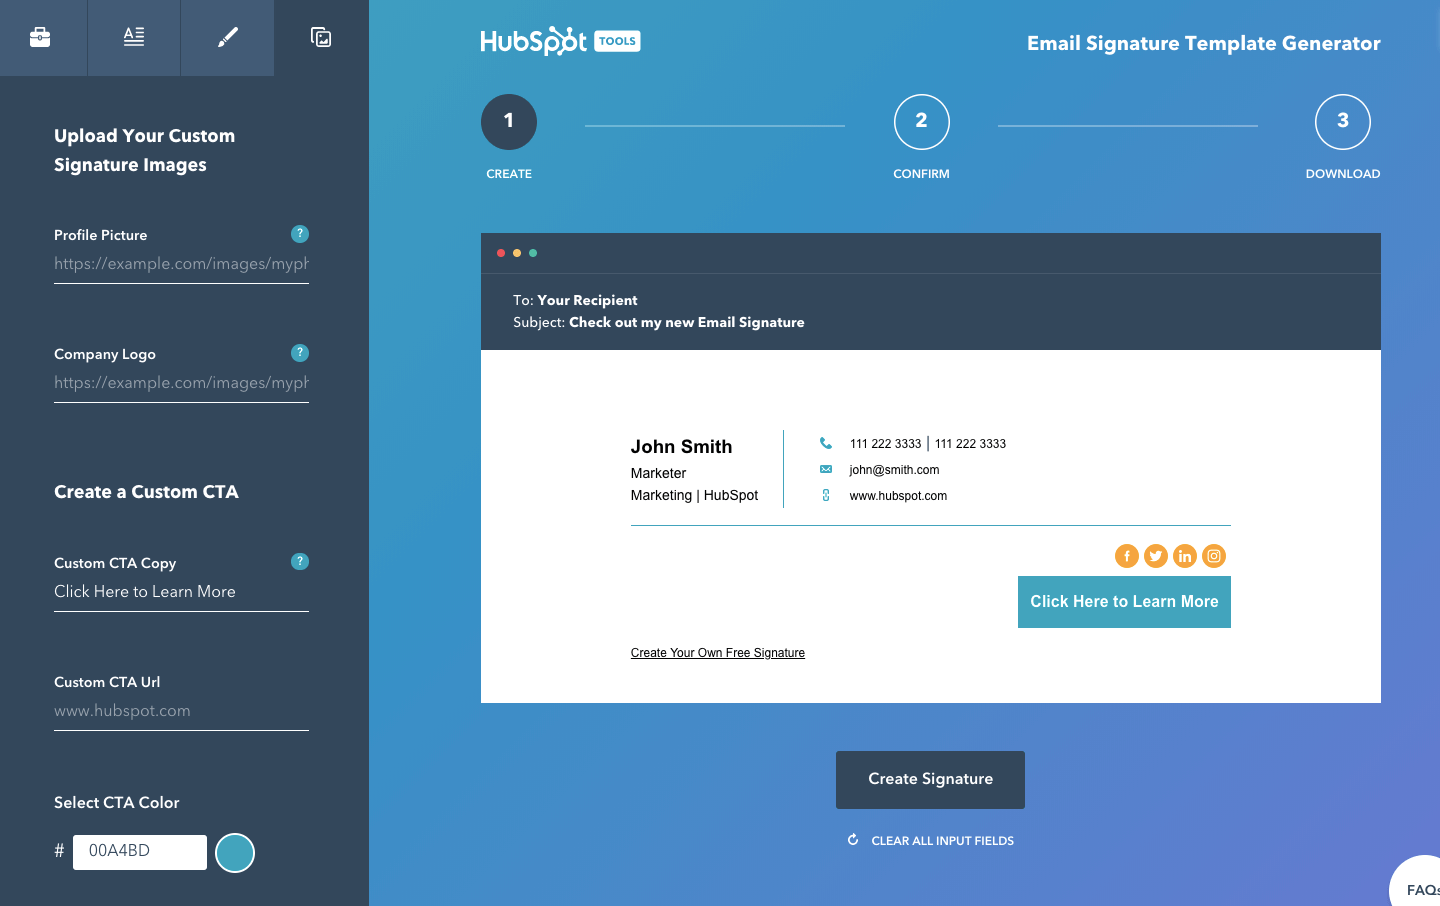 Upload Your Custom
Signature Images
Profile Picture
?
https://example.com/images/myph
Company Logo
?
https://example.com/images/myph
Create a Custom CTA
Custom CTA Copy
?
Click Here to Learn More
Custom CTA Url
www.hubspot.com
Select CTA Color
# 00A4BD
HubSpot TOOLS
Email Signature Template Generator
1
2
3
CREATE
CONFIRM
DOWNLOAD
To: Your Recipient
Subject: Check out my new Email Signature
John Smith
Marketer
Marketing | HubSpot
111 222 3333 | 111 222 3333
john@smith.com
www.hubspot.com
Click Here to Learn More
Create Your Own Free Signature
Create Signature
CLEAR ALL INPUT FIELDS
FAQs